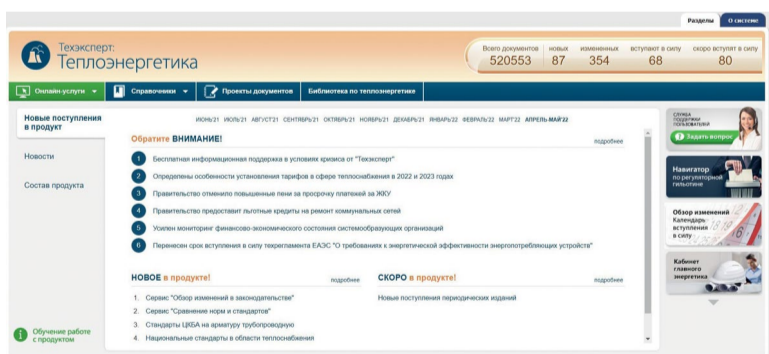 Разделы О системе
Техэксперт:
Теплоэнергетика
Всего документов новых измененных вступают в силу скоро вступят в силу
520553 87 354 68 80
Онлайн-услуги Справочники Проекты документов Библиотека по теплоэнергетике
Новые поступления
в продукт
Новости
Состав продукта
Обучение работе
с продуктом
ИЮНЬ'21 ИЮЛЬ'21 АВГУСТ'21 СЕНТЯБРЬ'21 ОКТЯБРЬ'21 НОЯБРЬ'21 ДЕКАБРЬ'21 ЯНВАРЬ'22 ФЕВРАЛЬ'22 МАРТ'22 АПРЕЛЬ-МАЙ'22
Обратите ВНИМАНИЕ! подробнее
1 Бесплатная информационная поддержка в условиях кризиса от "Техэксперт"
2 Определены особенности установления тарифов в сфере теплоснабжения в 2022 и 2023 годах
3 Правительство отменило повышенные пени за просрочку платежей за ЖКУ
4 Правительство предоставит льготные кредиты на ремонт коммунальных сетей
5 Усилен мониторинг финансово-экономического состояния системообразующих организаций
6 Перенесен срок вступления в силу техрегламента ЕАЭС "О требованиях к энергетической эффективности энергопотребляющих устройств"
НОВОЕ в продукте! подробнее
1. Сервис "Обзор изменений в законодательстве"
2. Сервис "Сравнение норм и стандартов"
3. Стандарты ЦКБА на арматуру трубопроводную
4. Национальные стандарты в области теплоснабжения
СКОРО в продукте! подробнее
Новые поступления периодических изданий
СЛУЖБА
ПОДДЕРЖКИ
ПОЛЬЗОВАТЕЛЕЙ
Задать вопрос
Навигатор
по регуляторной
гильотине
Обзор изменений
Календарь
вступления
в силу
Кабинет
главного
энергетика